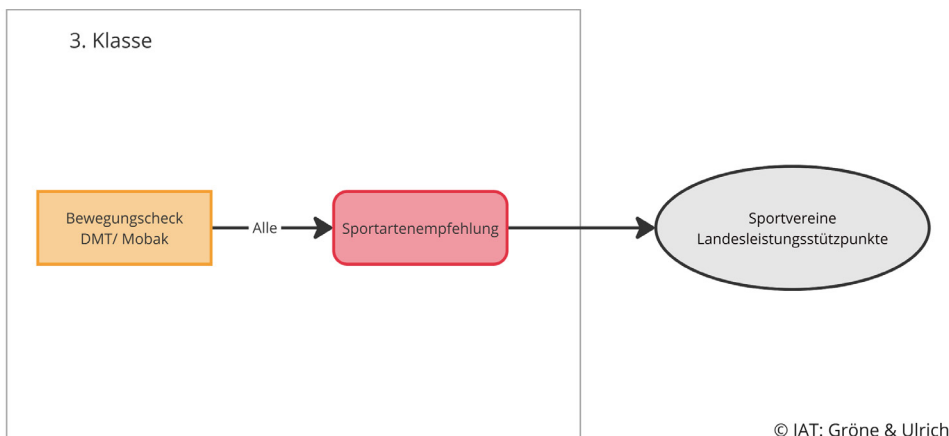 3. Klasse
Bewegungscheck
DMT/ Mobak
Alle
Sportartenempfehlung
Sportvereine
Landesleistungsstützpunkte
© IAT: Gröne & Ulrich